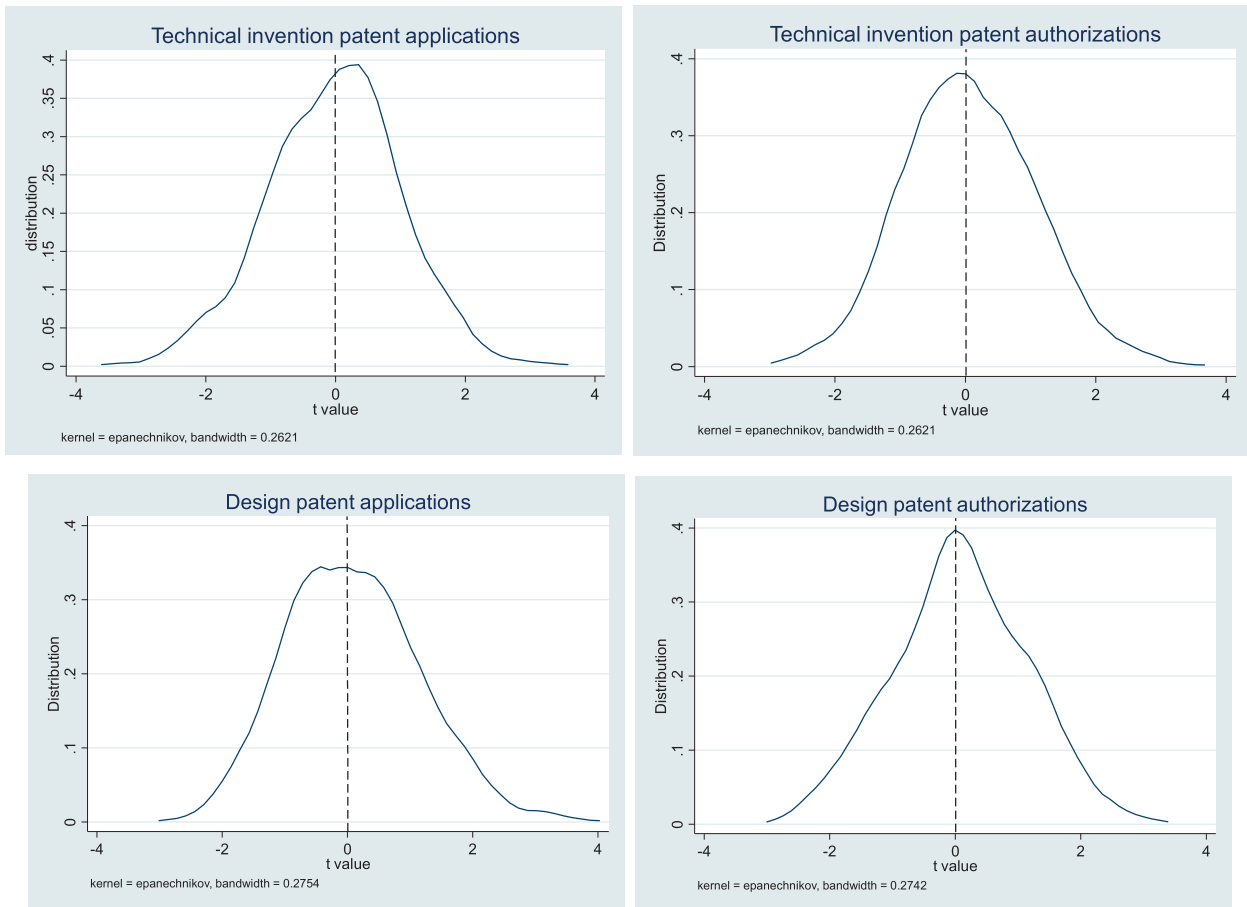 Technical invention patent applications
.4
.35
.3
.25
.2
.15
.1
.05
0
distribution
-4
-2
0
2
4
t value
kernel = epanechnikov, bandwidth = 0.2621
Technical invention patent authorizations
.4
.3
.2
.1
0
Distribution
-4
-2
0
2
4
t value
kernel = epanechnikov, bandwidth = 0.2621
Design patent applications
.4
.3
.2
.1
0
Distribution
-4
-2
0
2
4
t value
kernel = epanechnikov, bandwidth = 0.2754
Design patent authorizations
.4
.3
.2
.1
0
Distribution
-4
-2
0
2
4
t value
kernel = epanechnikov, bandwidth = 0.2742